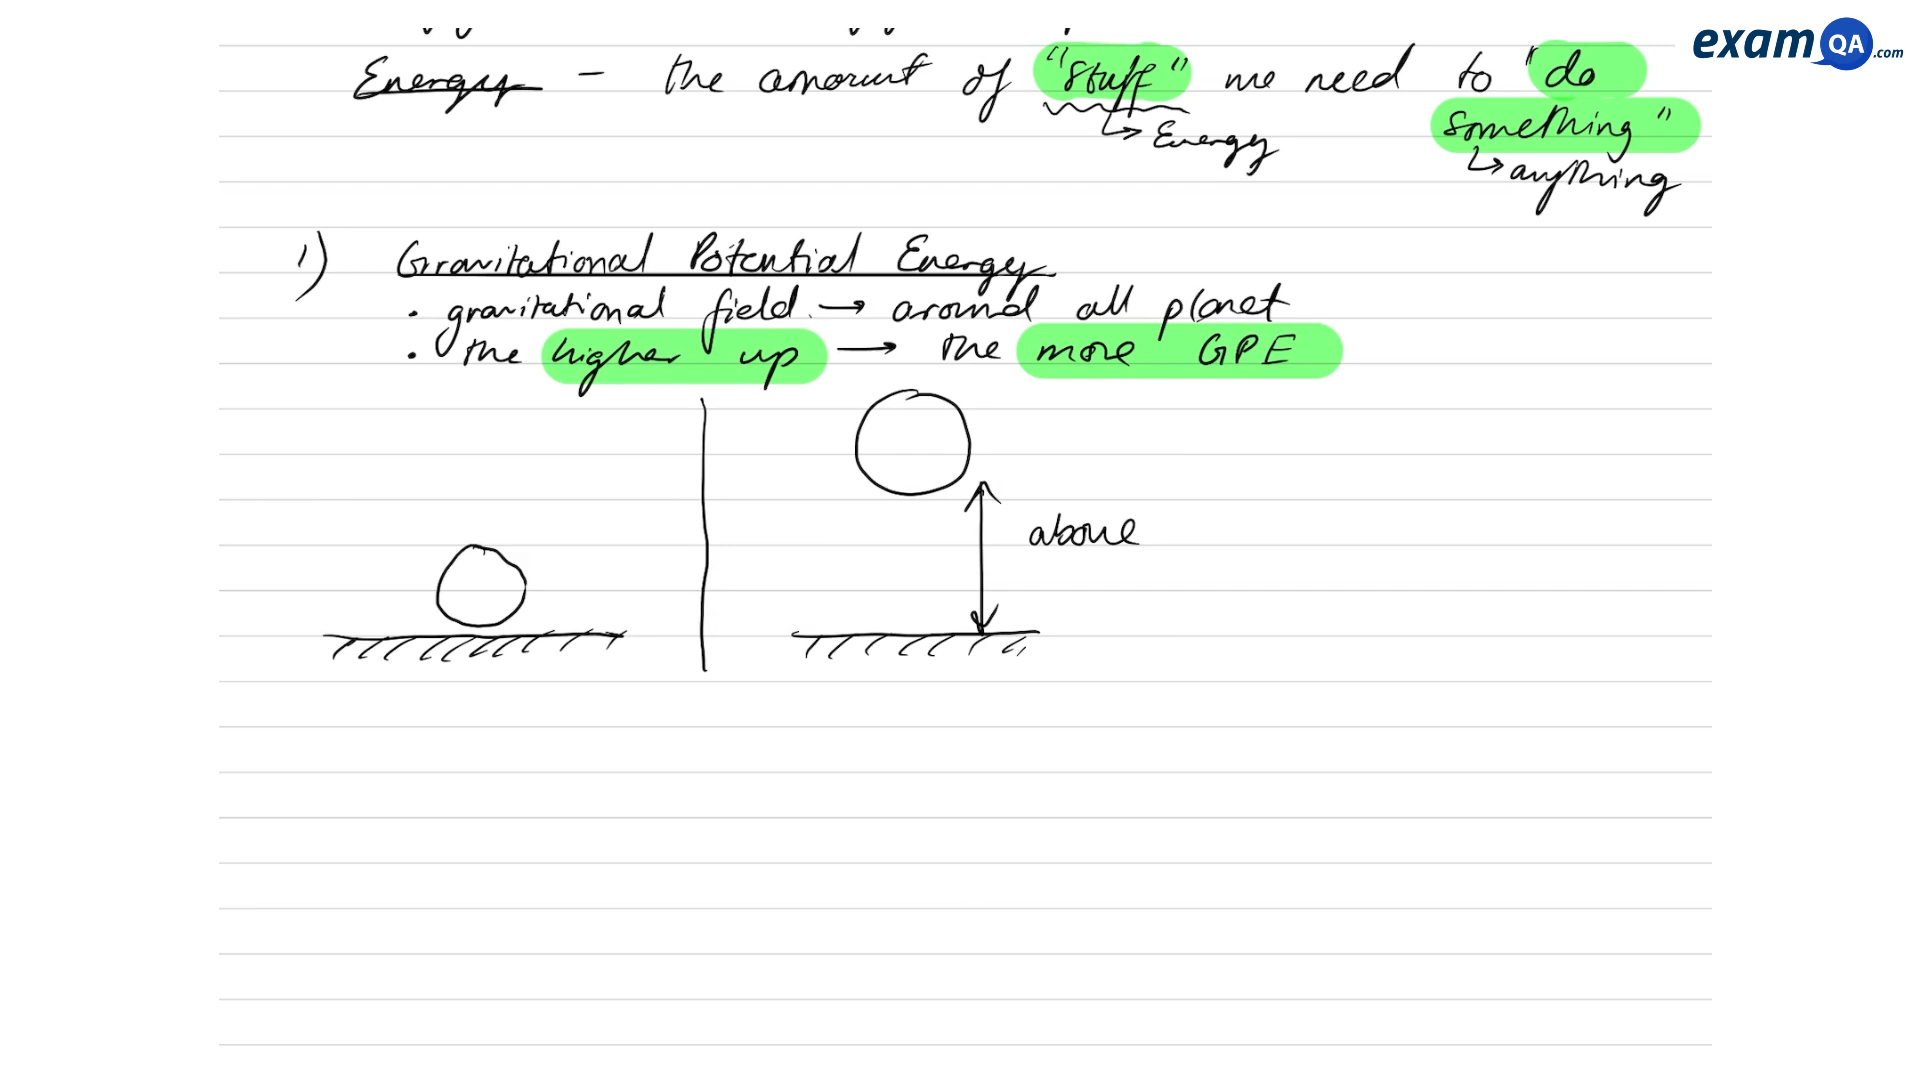 examQA.com
Energy – the amount of "stuff" we need to "do
something"
↳ Energy
↳ anything
1) Gravitational Potential Energy
• gravitational field → around all planet
• the higher up → the more GPE
above